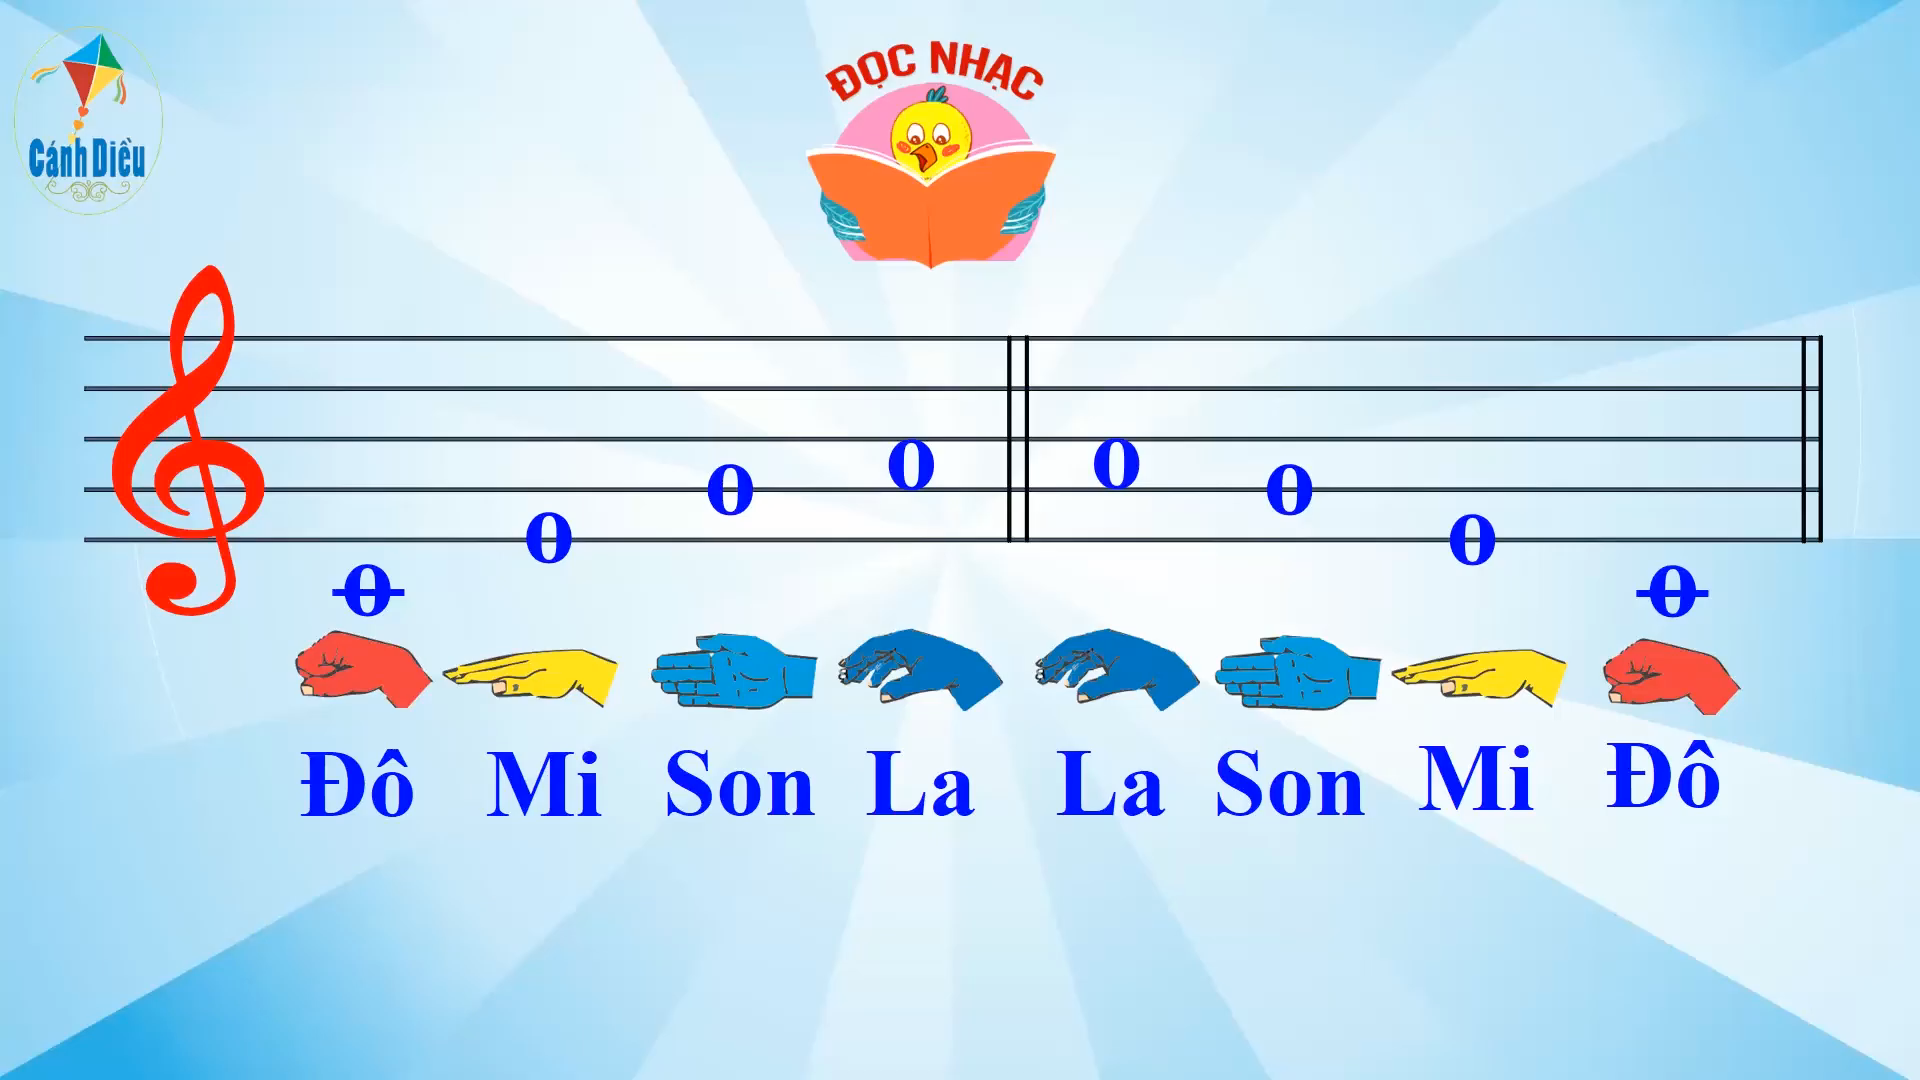 Cánh Diều
ĐỌC NHẠC
Đô Mi Son La La Son Mi Đô